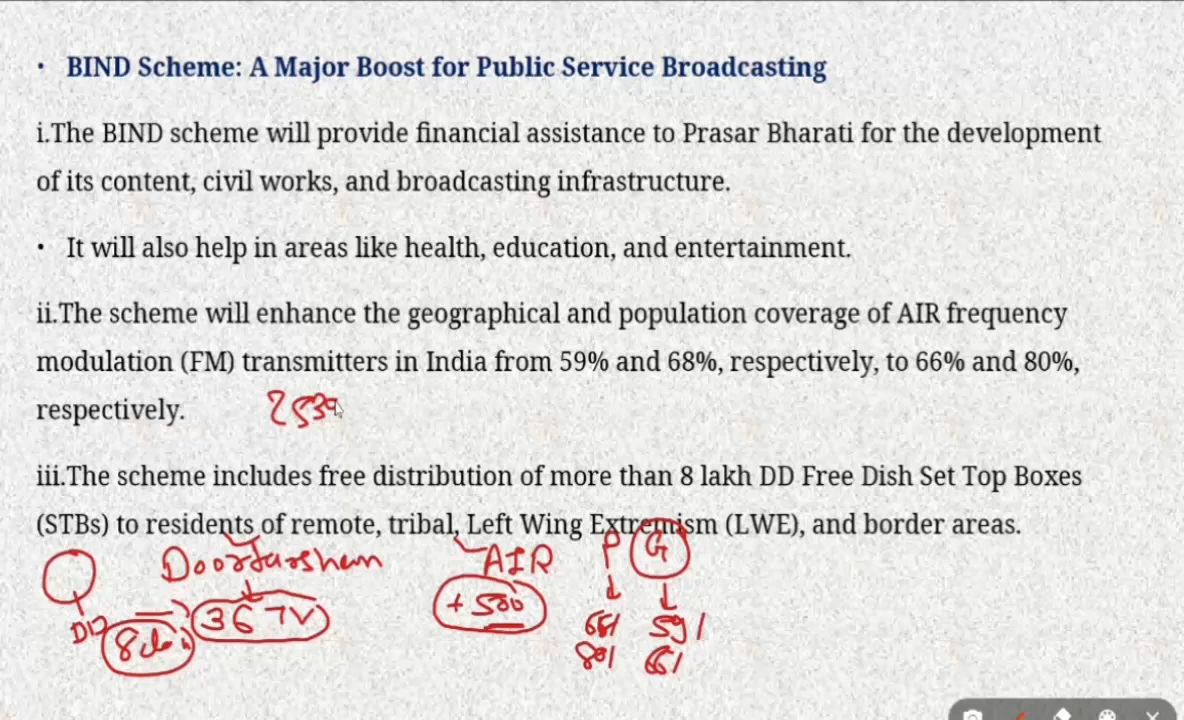 • BIND Scheme: A Major Boost for Public Service Broadcasting
i.The BIND scheme will provide financial assistance to Prasar Bharati for the development
of its content, civil works, and broadcasting infrastructure.
• It will also help in areas like health, education, and entertainment.
ii.The scheme will enhance the geographical and population coverage of AIR frequency
modulation (FM) transmitters in India from 59% and 68%, respectively, to 66% and 80%,
respectively.
2539
iii.The scheme includes free distribution of more than 8 lakh DD Free Dish Set Top Boxes
(STBs) to residents of remote, tribal, Left Wing Extremism (LWE), and border areas.
Doordarshan AIR P G
36 TV + 500 59%
DD 80% 66%